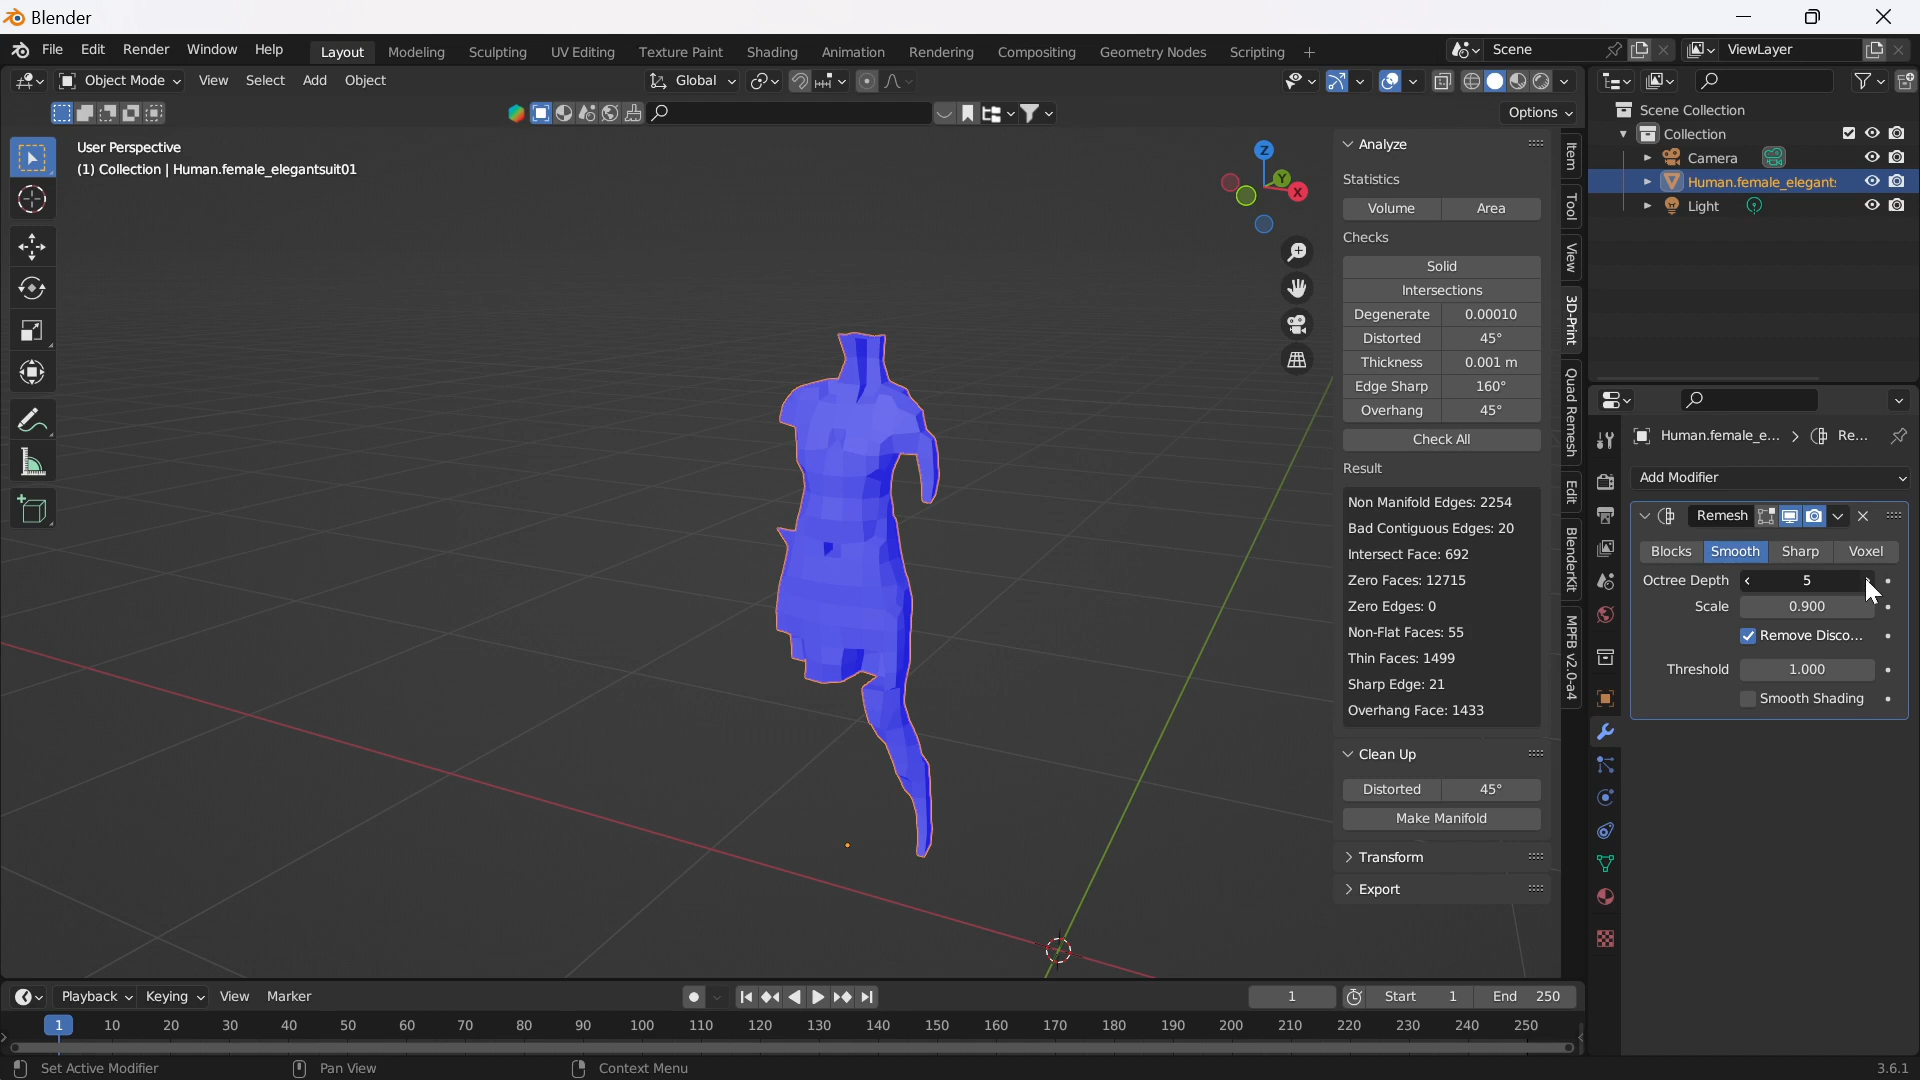 Blender
File Edit Render Window Help Layout Modeling Sculpting UV Editing Texture Paint Shading Animation Rendering Compositing Geometry Nodes Scripting + Scene ViewLayer
Object Mode View Select Add Object Global
Options
User Perspective
(1) Collection | Human.female_elegantsuit01
Z
Y
X
Analyze
Statistics
Volume Area
Checks
Solid
Intersections
Degenerate 0.00010
Distorted 45°
Thickness 0.001 m
Edge Sharp 160°
Overhang 45°
Check All
Result
Non Manifold Edges: 2254
Bad Contiguous Edges: 20
Intersect Face: 692
Zero Faces: 12715
Zero Edges: 0
Non-Flat Faces: 55
Thin Faces: 1499
Sharp Edge: 21
Overhang Face: 1433
Clean Up
Distorted 45°
Make Manifold
Transform
Export
Item
Tool
View
3D-Print
Quad Remesh
Edit
BlenderKit
MPFB v2.0-a4
Scene Collection
Collection
Camera
Human.female_elegant:
Light
Human.female_e... > Re...
Add Modifier
Remesh
Blocks Smooth Sharp Voxel
Octree Depth 5
Scale 0.900
Remove Disco...
Threshold 1.000
Smooth Shading
Playback Keying View Marker 1 Start 1 End 250
1 10 20 30 40 50 60 70 80 90 100 110 120 130 140 150 160 170 180 190 200 210 220 230 240 250
Set Active Modifier Pan View Context Menu 3.6.1